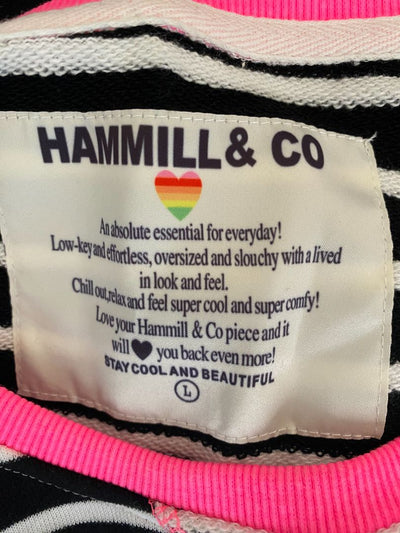 HAMMILL & CO
An absolute essential for everyday!
Low-key and effortless, oversized and slouchy with a lived
in look and feel.
Chill out,relax and feel super cool and super comfy!
Love your Hammill & Co piece and it
will ♥ you back even more!
STAY COOL AND BEAUTIFUL
L